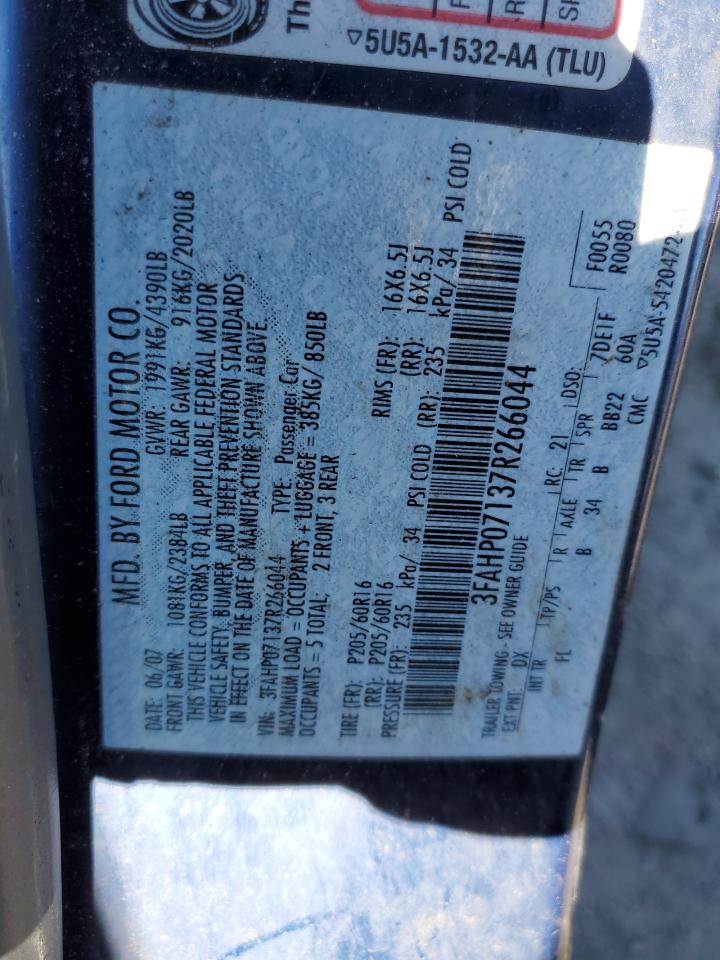 Th
F
R
SP
▽5U5A-1532-AA (TLU)
MFD. BY FORD MOTOR CO.
DATE: 06/07 GVWR: 1991KG/4390LB
FRONT GAWR: 1081KG/2384LB REAR GAWR: 916KG/2020LB
THIS VEHICLE CONFORMS TO ALL APPLICABLE FEDERAL MOTOR
VEHICLE SAFETY, BUMPER, AND THEFT PREVENTION STANDARDS
IN EFFECT ON THE DATE OF MANUFACTURE SHOWN ABOVE.
VIN: 3FAHP07137R266044 TYPE: Passenger Car
MAXIMUM LOAD = OCCUPANTS + LUGGAGE = 385KG/ 850LB
OCCUPANTS = 5 TOTAL; 2 FRONT, 3 REAR
TIRE (FR): P205/60R16 RIMS (FR): 16X6.5J
(RR): P205/60R16 (RR): 16X6.5J
PRESSURE (FR): 235 kPa/ 34 PSI COLD (RR): 235 kPa/ 34 PSI COLD
3FAHP07137R266044
TRAILER TOWING - SEE OWNER GUIDE
EXT PNT: DX RC: 21 DSO: F0055
INT TR TP/PS R AXLE TR SPR 7DE1F R0080
FL B 34 B BB22 60A
CMC ▽5U5A-5420472-